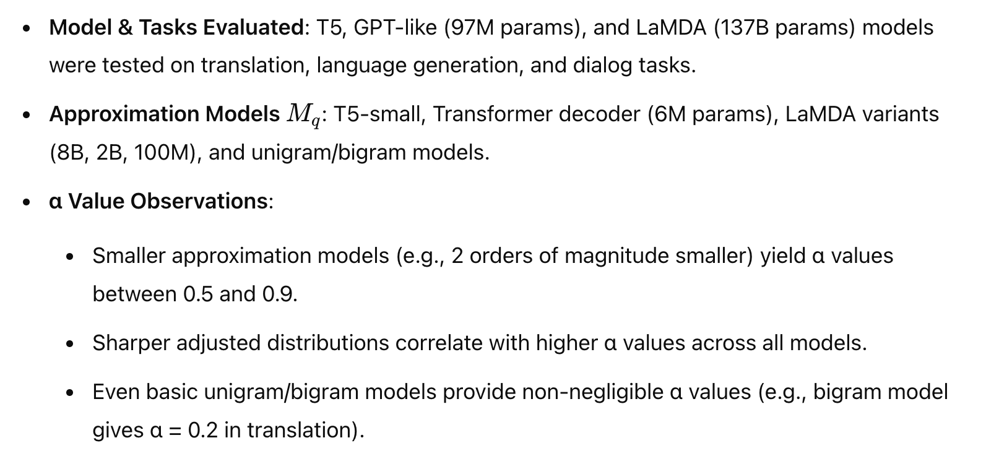 • Model & Tasks Evaluated: T5, GPT-like (97M params), and LaMDA (137B params) models
were tested on translation, language generation, and dialog tasks.
• Approximation Models M_q: T5-small, Transformer decoder (6M params), LaMDA variants
(8B, 2B, 100M), and unigram/bigram models.
• α Value Observations:
• Smaller approximation models (e.g., 2 orders of magnitude smaller) yield α values
between 0.5 and 0.9.
• Sharper adjusted distributions correlate with higher α values across all models.
• Even basic unigram/bigram models provide non-negligible α values (e.g., bigram model
gives α = 0.2 in translation).